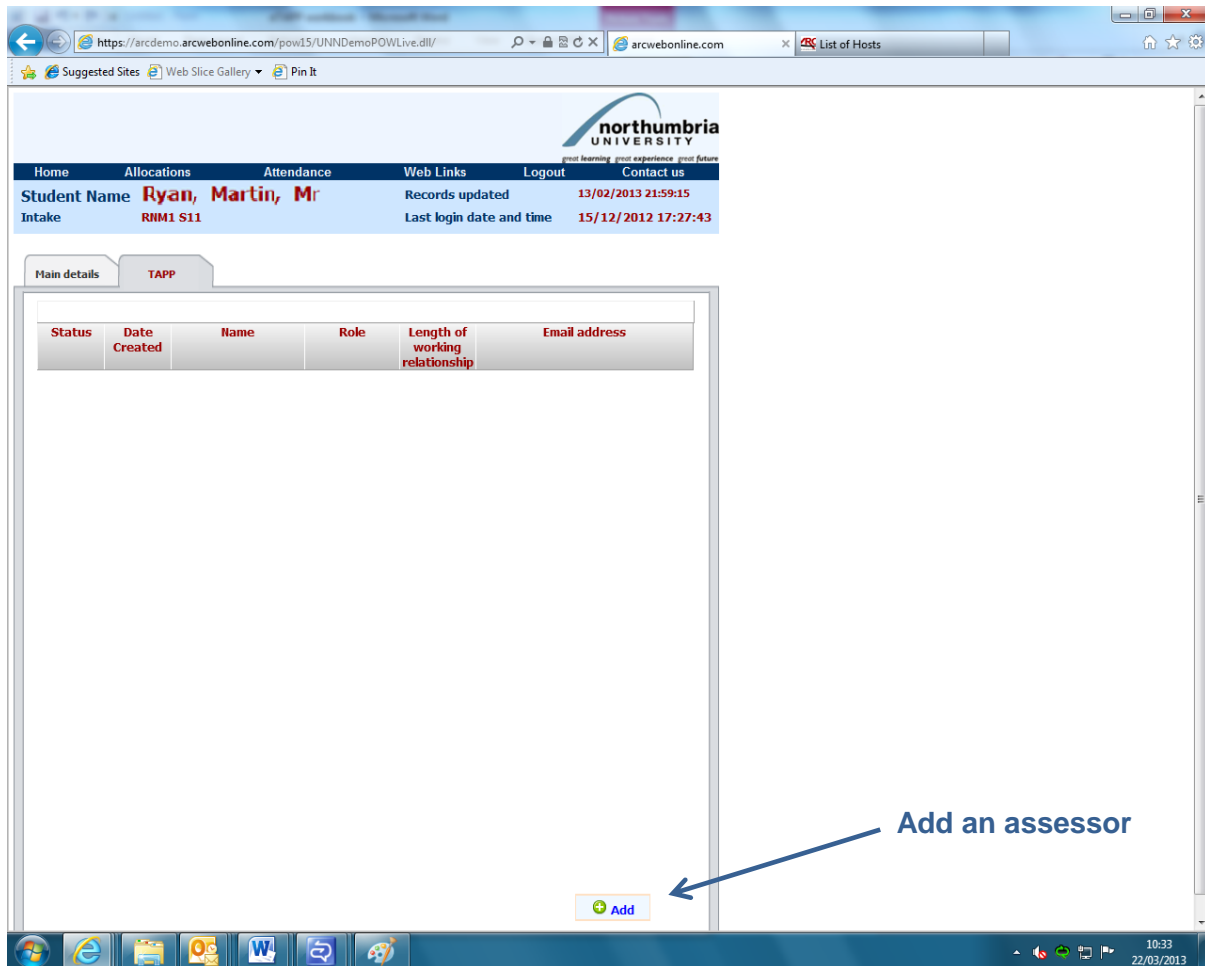 https://arcdemo.arcwebonline.com/pow15/UNNDemoPOWLive.dll/ arcwebonline.com List of Hosts
Suggested Sites Web Slice Gallery Pin It
northumbria
UNIVERSITY
great learning great experience great future
Home Allocations Attendance Web Links Logout Contact us
Student Name Ryan, Martin, Mr Records updated 13/02/2013 21:59:15
Intake RNM1 S11 Last login date and time 15/12/2012 17:27:43
Main details TAPP
Status Date Created Name Role Length of working relationship Email address
Add an assessor
Add
10:33
22/03/2013